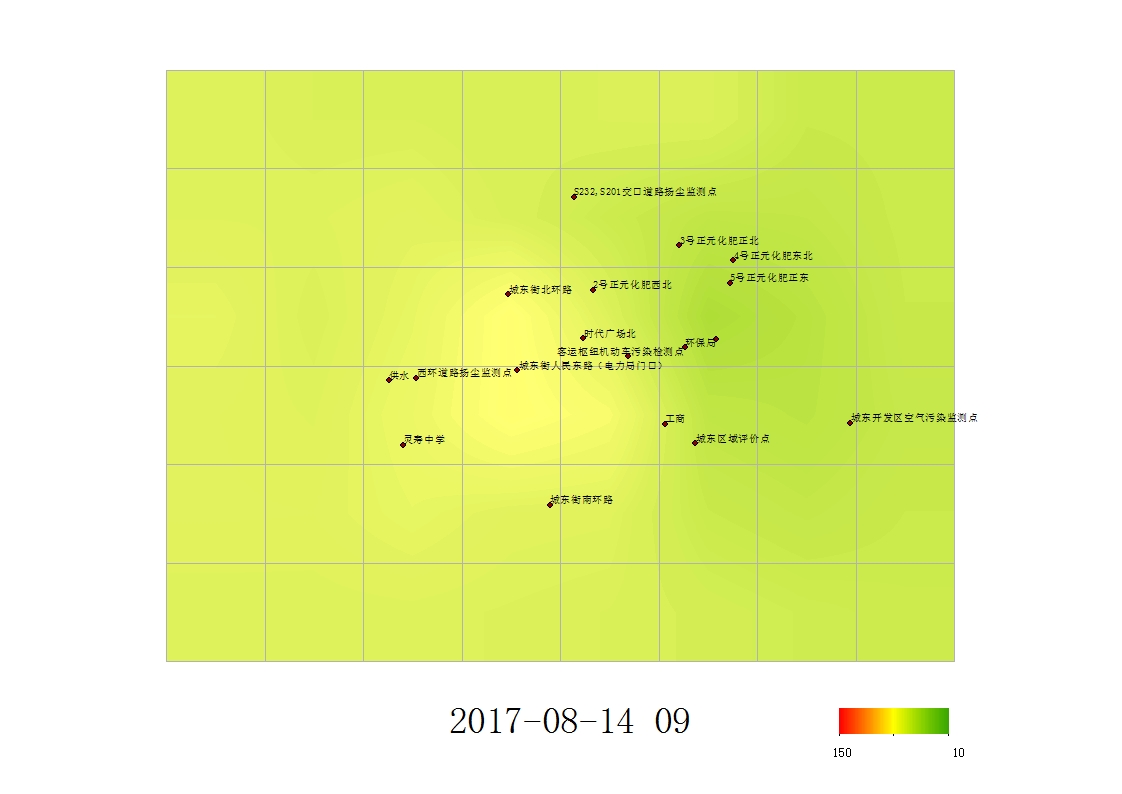 S232,S201交口道路扬尘监测点
3号正元化肥正北
4号正元化肥东北
5号正元化肥正东
2号正元化肥西北
城东街北环路
时代广场北
环保局
客运枢纽机动车污染检测点
城东街人民东路（电力局门口）
西环道路扬尘监测点
供水
城东开发区空气污染监测点
工商
城东区域评价点
灵寿中学
城东街南环路
2017-08-14 09
150
10